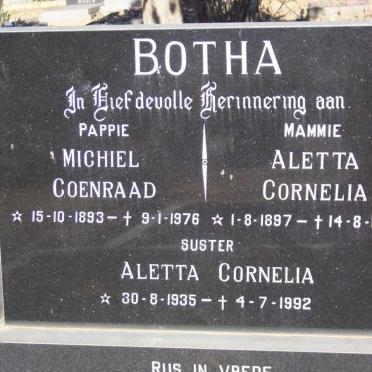 BOTHA
In Liefdevolle Herinnering aan
PAPPIE MAMMIE
MICHIEL ALETTA
COENRAAD CORNELIA
☆ 15-10-1893 – † 9-1-1976 ☆ 1-8-1897 – † 14-8-
SUSTER
ALETTA CORNELIA
☆ 30-8-1935 – † 4-7-1992
RUS IN VREDE